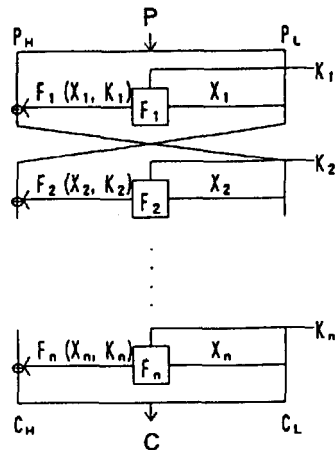 P
P_H P_L
K_1
F_1 (X_1, K_1) F_1 X_1
K_2
F_2 (X_2, K_2) F_2 X_2
K_n
F_n (X_n, K_n) F_n X_n
C_H C_L
C